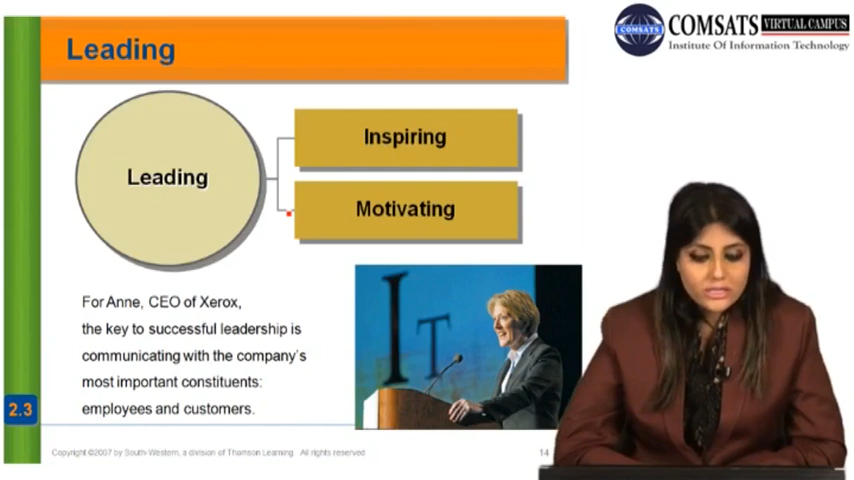 Leading
COMSATS VIRTUAL CAMPUS
COMSATS
Institute Of Information Technology
Leading
Inspiring
Motivating
For Anne, CEO of Xerox,
the key to successful leadership is
communicating with the company's
most important constituents:
employees and customers.
IT
2.3
Copyright ©2007 by South-Western, a division of Thomson Learning. All rights reserved
14